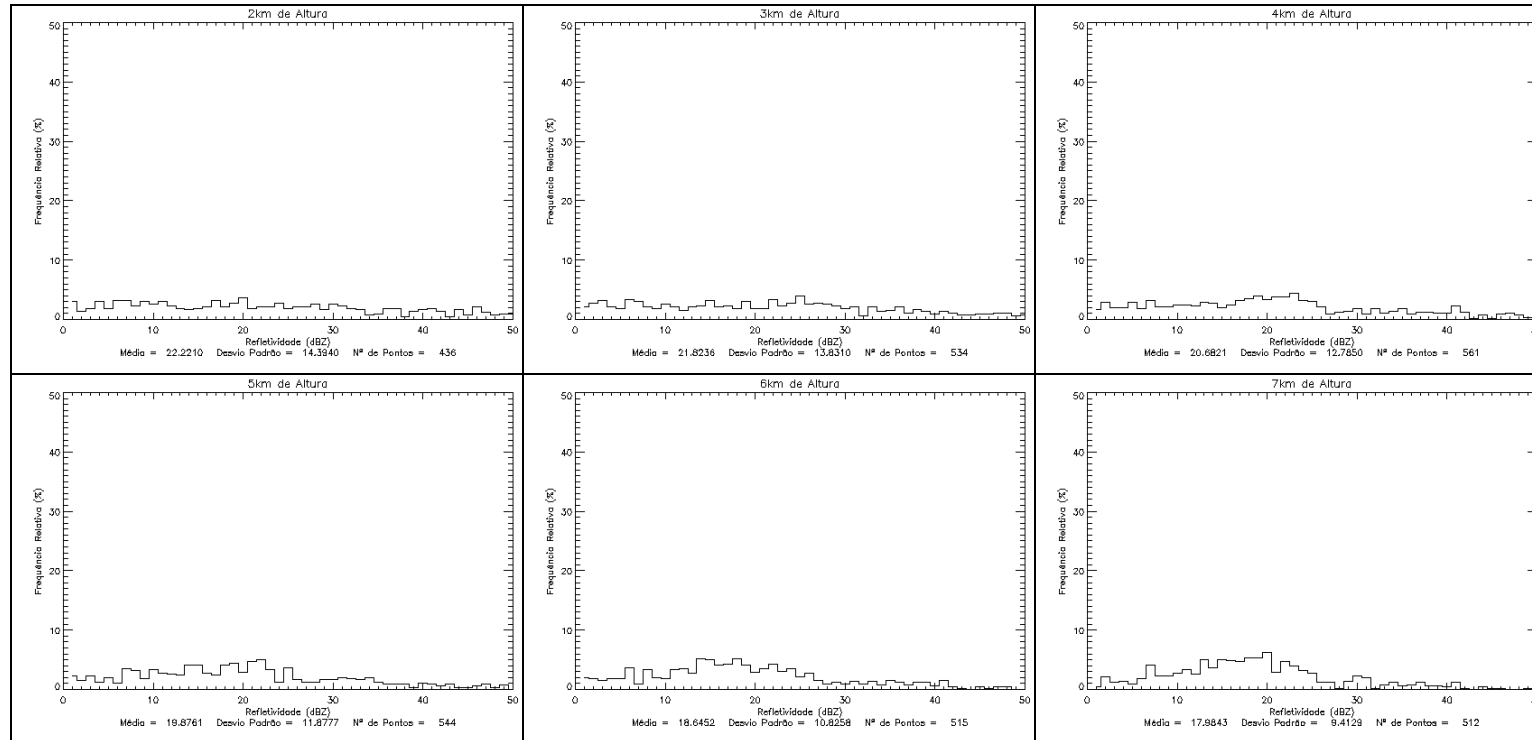 2km de Altura
50
40
30
20
10
0
Frequência Relativa (%)
0 10 20 30 40 50
Refletividade (dBZ)
Média = 22.2210 Desvio Padrão = 14.3940 Nº de Pontos = 436
3km de Altura
50
40
30
20
10
0
Frequência Relativa (%)
0 10 20 30 40 50
Refletividade (dBZ)
Média = 21.8236 Desvio Padrão = 13.8310 Nº de Pontos = 534
4km de Altura
50
40
30
20
10
0
Frequência Relativa (%)
0 10 20 30 40
Refletividade (dBZ)
Média = 20.6821 Desvio Padrão = 12.7850 Nº de Pontos = 561
5km de Altura
50
40
30
20
10
0
Frequência Relativa (%)
0 10 20 30 40 50
Refletividade (dBZ)
Média = 19.8761 Desvio Padrão = 11.8777 Nº de Pontos = 544
6km de Altura
50
40
30
20
10
0
Frequência Relativa (%)
0 10 20 30 40 50
Refletividade (dBZ)
Média = 18.6452 Desvio Padrão = 10.8258 Nº de Pontos = 515
7km de Altura
50
40
30
20
10
0
Frequência Relativa (%)
0 10 20 30 40
Refletividade (dBZ)
Média = 17.9843 Desvio Padrão = 9.4129 Nº de Pontos = 512